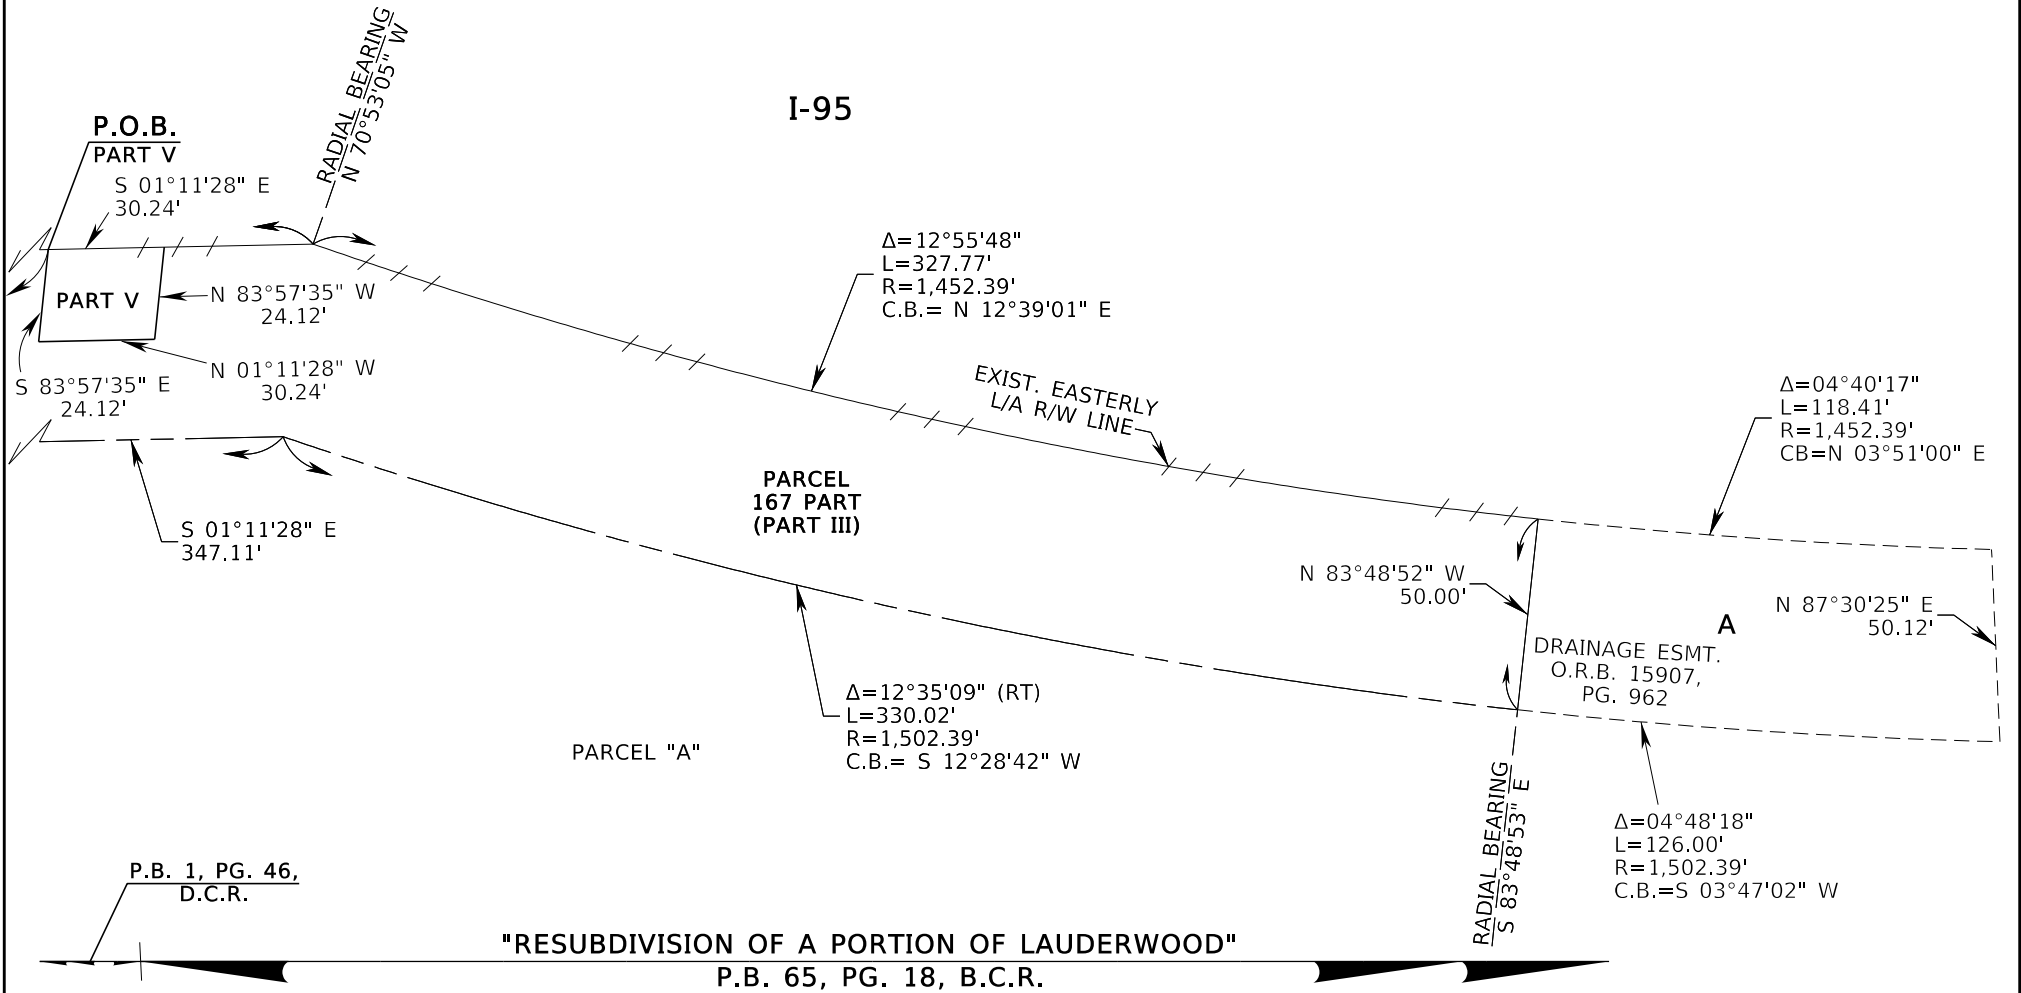 RADIAL BEARING
N 70°53'05" W
I-95
P.O.B.
PART V
S 01°11'28" E
30.24'
Δ=12°55'48"
L=327.77'
R=1,452.39'
C.B.= N 12°39'01" E
PART V
N 83°57'35" W
24.12'
N 01°11'28" W
30.24'
S 83°57'35" E
24.12'
EXIST. EASTERLY
L/A R/W LINE
Δ=04°40'17"
L=118.41'
R=1,452.39'
CB=N 03°51'00" E
PARCEL
167 PART
(PART III)
S 01°11'28" E
347.11'
N 83°48'52" W
50.00'
N 87°30'25" E
50.12'
A
DRAINAGE ESMT.
O.R.B. 15907,
PG. 962
Δ=12°35'09" (RT)
L=330.02'
R=1,502.39'
C.B.= S 12°28'42" W
PARCEL "A"
RADIAL BEARING
S 83°48'53" E
Δ=04°48'18"
L=126.00'
R=1,502.39'
C.B.=S 03°47'02" W
P.B. 1, PG. 46,
D.C.R.
"RESUBDIVISION OF A PORTION OF LAUDERWOOD"
P.B. 65, PG. 18, B.C.R.